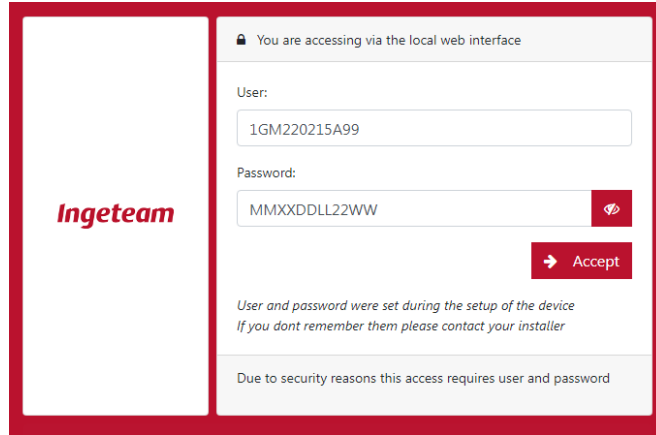 Ingeteam
You are accessing via the local web interface
User:
1GM220215A99
Password:
MMXXDDLL22WW
Accept
User and password were set during the setup of the device
If you dont remember them please contact your installer
Due to security reasons this access requires user and password